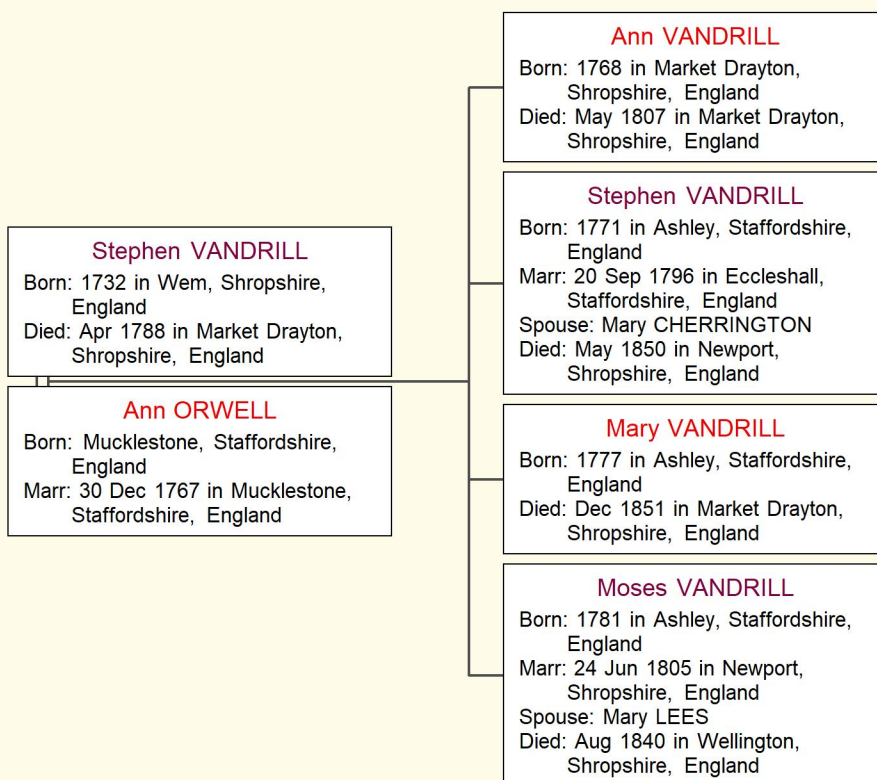 Stephen VANDRILL
Born: 1732 in Wem, Shropshire,
England
Died: Apr 1788 in Market Drayton,
Shropshire, England
Ann ORWELL
Born: Mucklestone, Staffordshire,
England
Marr: 30 Dec 1767 in Mucklestone,
Staffordshire, England
Ann VANDRILL
Born: 1768 in Market Drayton,
Shropshire, England
Died: May 1807 in Market Drayton,
Shropshire, England
Stephen VANDRILL
Born: 1771 in Ashley, Staffordshire,
England
Marr: 20 Sep 1796 in Eccleshall,
Staffordshire, England
Spouse: Mary CHERRINGTON
Died: May 1850 in Newport,
Shropshire, England
Mary VANDRILL
Born: 1777 in Ashley, Staffordshire,
England
Died: Dec 1851 in Market Drayton,
Shropshire, England
Moses VANDRILL
Born: 1781 in Ashley, Staffordshire,
England
Marr: 24 Jun 1805 in Newport,
Shropshire, England
Spouse: Mary LEES
Died: Aug 1840 in Wellington,
Shropshire, England